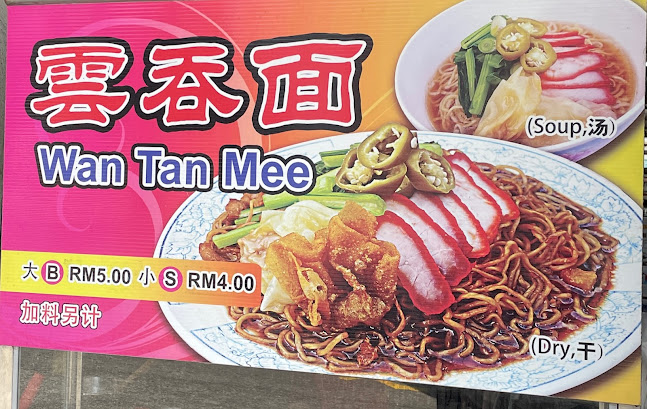 雲吞面
Wan Tan Mee
(Soup,汤)
大 B RM5.00 小 S RM4.00
加料另计
(Dry,干)